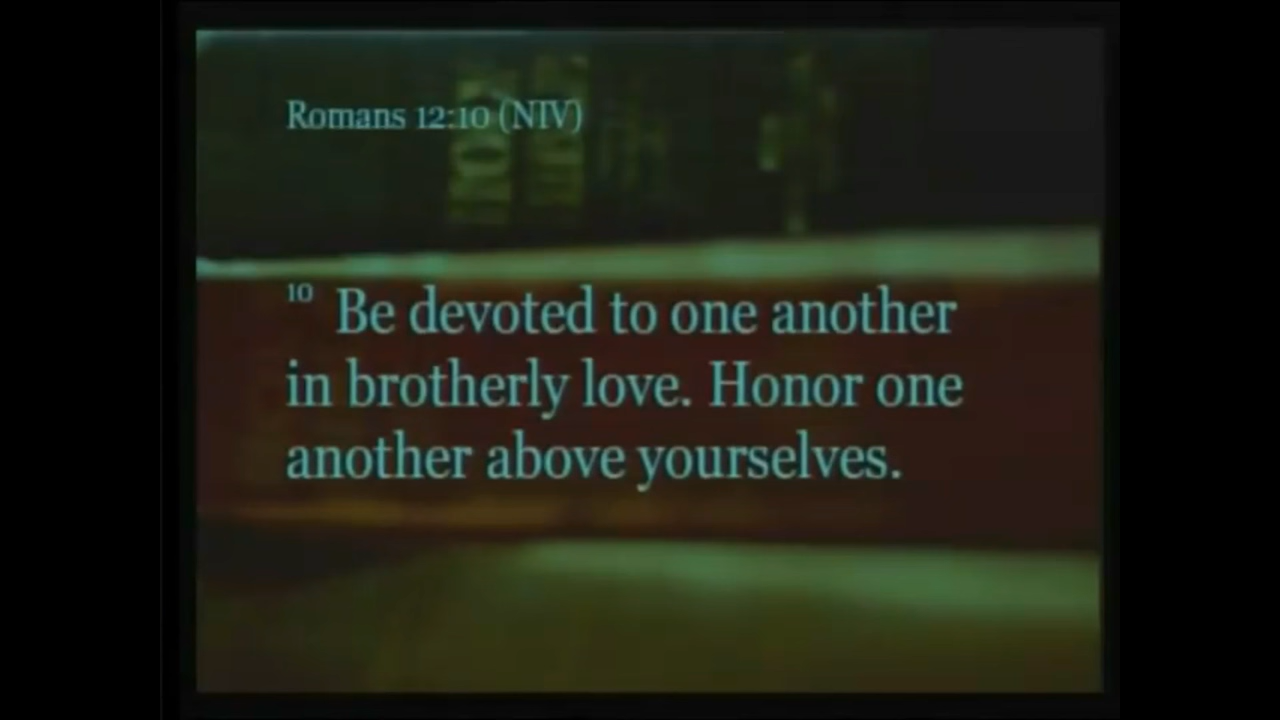 Romans 12:10 (NIV)
10 Be devoted to one another
in brotherly love. Honor one
another above yourselves.